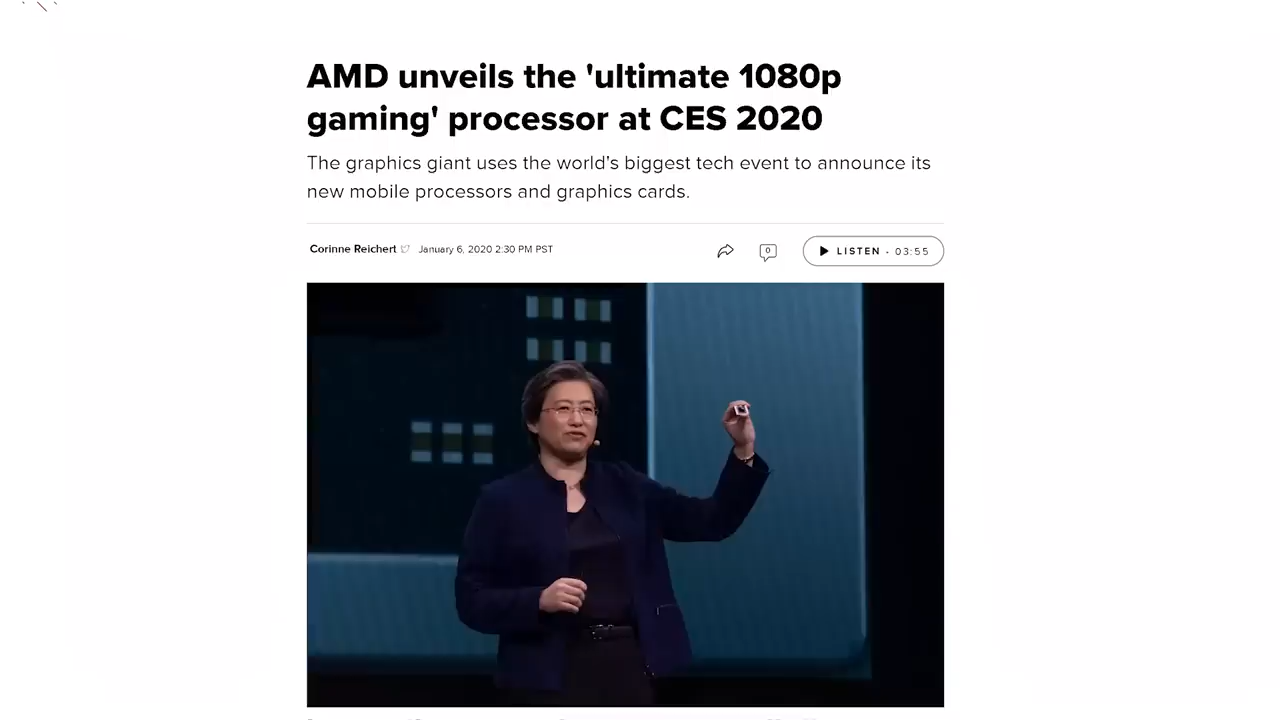 AMD unveils the 'ultimate 1080p
gaming' processor at CES 2020
The graphics giant uses the world's biggest tech event to announce its
new mobile processors and graphics cards.
Corinne Reichert January 6, 2020 2:30 PM PST
0
LISTEN - 03:55